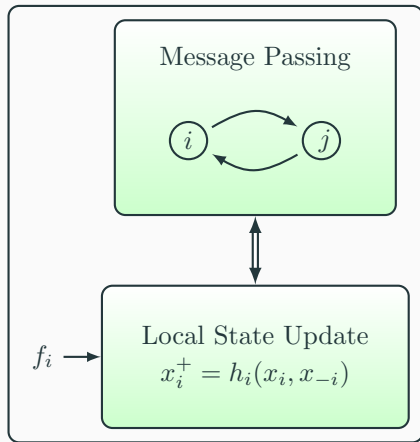 Message Passing
i
j
Local State Update
x_i^+ = h_i(x_i, x_{-i})
f_i